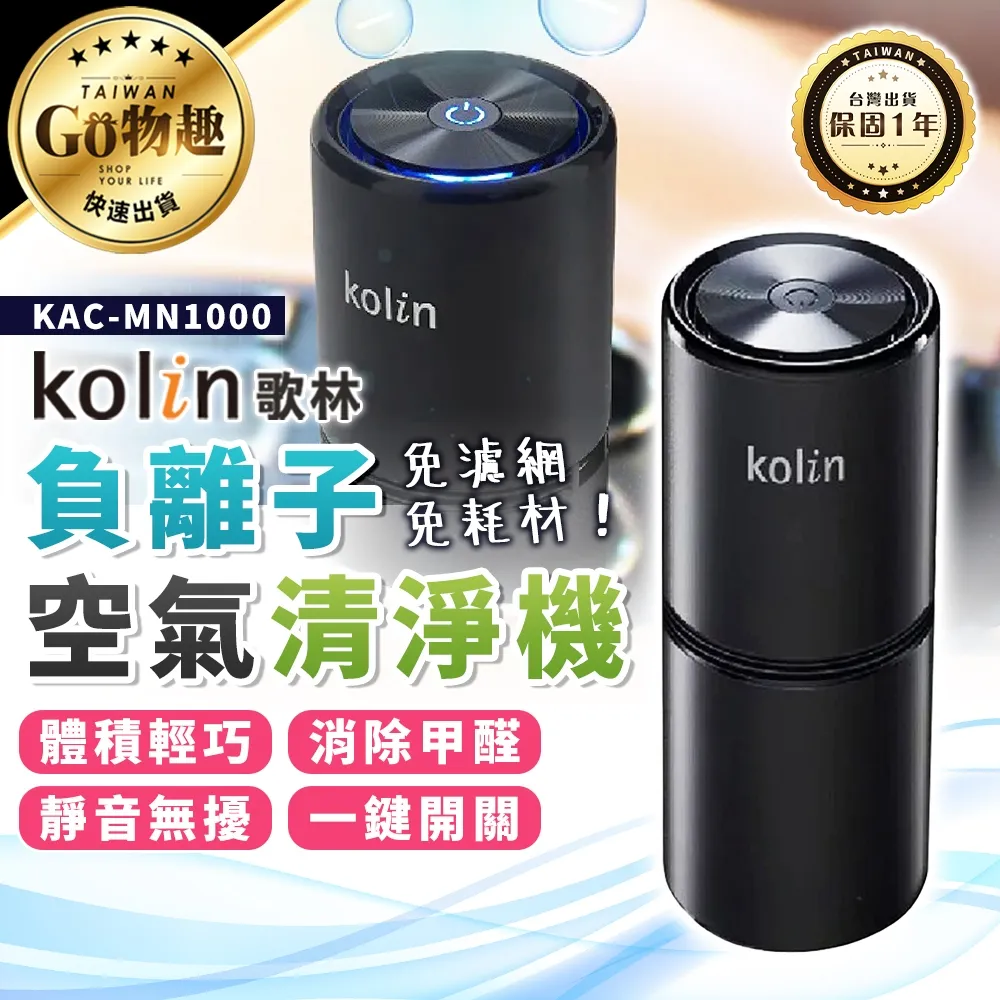 TAIWAN
Go物趣
SHOP
YOUR LIFE
快速出貨
TAIWAN
台灣出貨
保固1年
kolin
KAC-MN1000
kolin歌林
負離子
免濾網
免耗材！
空氣清淨機
kolin
體積輕巧
消除甲醛
靜音無擾
一鍵開關